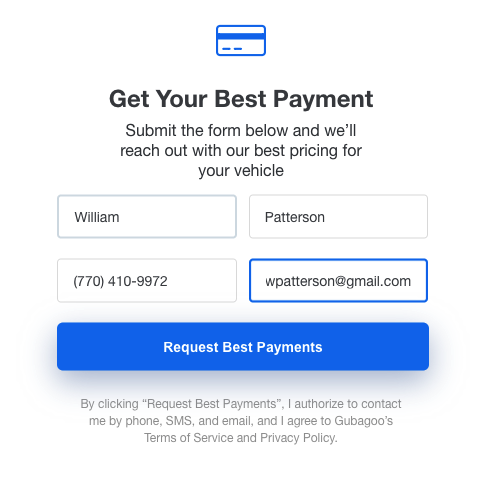 Get Your Best Payment
Submit the form below and we’ll
reach out with our best pricing for
your vehicle
William
Patterson
(770) 410-9972
wpatterson@gmail.com
Request Best Payments
By clicking “Request Best Payments”, I authorize to contact
me by phone, SMS, and email, and I agree to Gubagoo’s
Terms of Service and Privacy Policy.